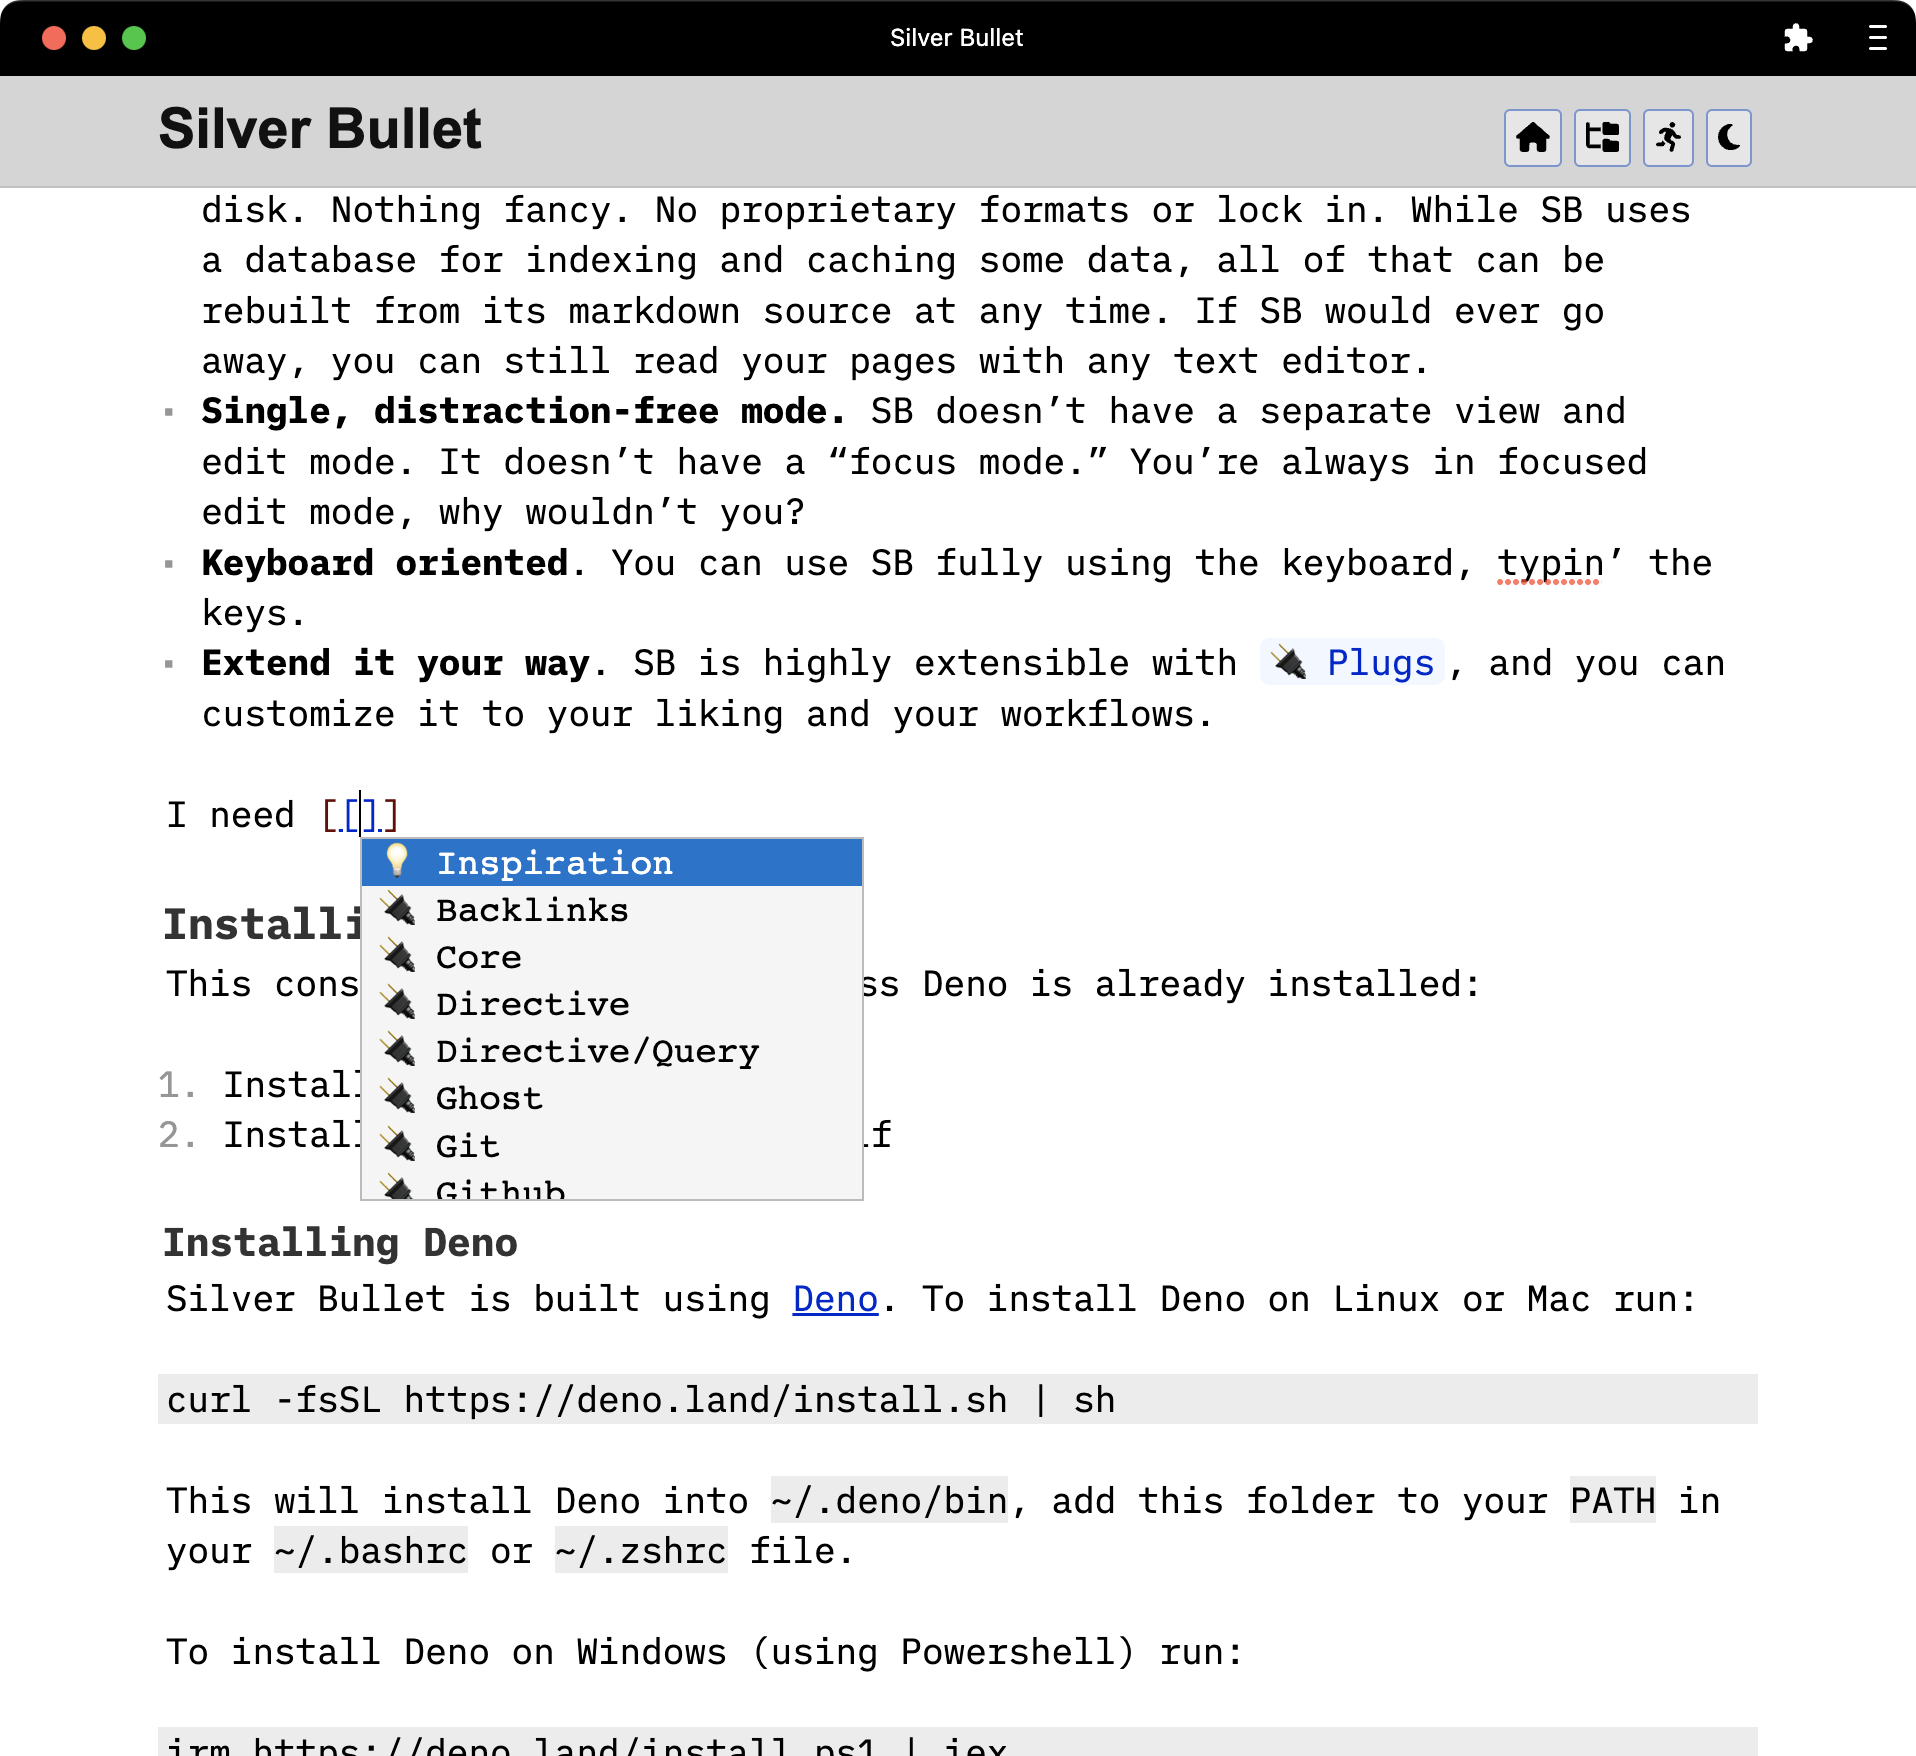 Silver Bullet
Silver Bullet
disk. Nothing fancy. No proprietary formats or lock in. While SB uses
a database for indexing and caching some data, all of that can be
rebuilt from its markdown source at any time. If SB would ever go
away, you can still read your pages with any text editor.
Single, distraction-free mode. SB doesn’t have a separate view and
edit mode. It doesn’t have a “focus mode.” You’re always in focused
edit mode, why wouldn’t you?
Keyboard oriented. You can use SB fully using the keyboard, typin’ the
keys.
Extend it your way. SB is highly extensible with 🔌 Plugs, and you can
customize it to your liking and your workflows.
I need [[]]
💡 Inspiration
🔌 Backlinks
🔌 Core
🔌 Directive
🔌 Directive/Query
🔌 Ghost
🔌 Git
🔌 Github
Installi
This cons ss Deno is already installed:
1. Install
2. Install lf
Installing Deno
Silver Bullet is built using Deno. To install Deno on Linux or Mac run:
curl -fsSL https://deno.land/install.sh | sh
This will install Deno into ~/.deno/bin, add this folder to your PATH in
your ~/.bashrc or ~/.zshrc file.
To install Deno on Windows (using Powershell) run:
irm https://deno.land/install.ps1 | iex